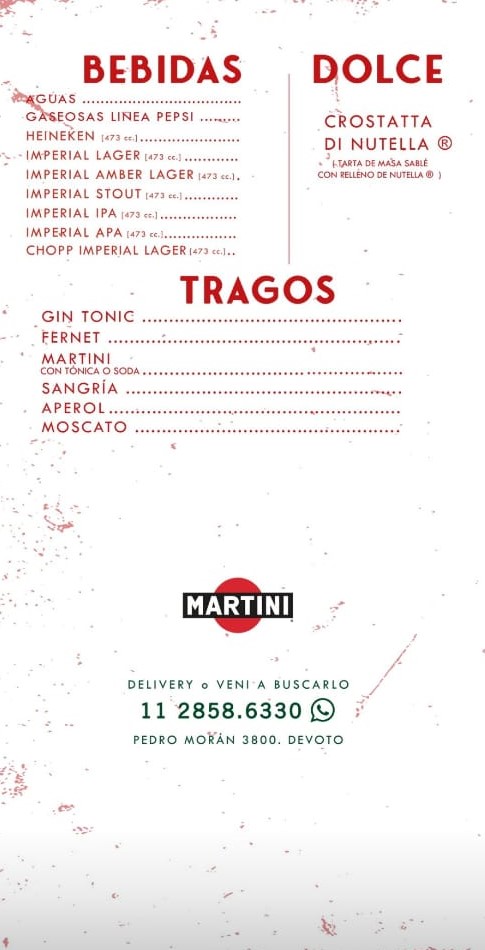 BEBIDAS
AGUAS ...................................
GASEOSAS LINEA PEPSI .........
HEINEKEN [473 cc.] ......................
IMPERIAL LAGER [473 cc.] ............
IMPERIAL AMBER LAGER [473 cc.] .
IMPERIAL STOUT [473 cc.] ............
IMPERIAL IPA [473 cc.] .................
IMPERIAL APA [473 cc.] ................
CHOPP IMPERIAL LAGER [473 cc.] ..
DOLCE
CROSTATTA
DI NUTELLA ®
( TARTA DE MASA SABLÉ
CON RELLENO DE NUTELLA ® )
TRAGOS
GIN TONIC ......................................................
FERNET .............................................................
MARTINI
CON TÓNICA O SODA ......................................................
SANGRÍA .........................................................
APEROL .............................................................
MOSCATO .......................................................
MARTINI
DELIVERY o VENI A BUSCARLO
11 2858.6330
PEDRO MORÁN 3800. DEVOTO